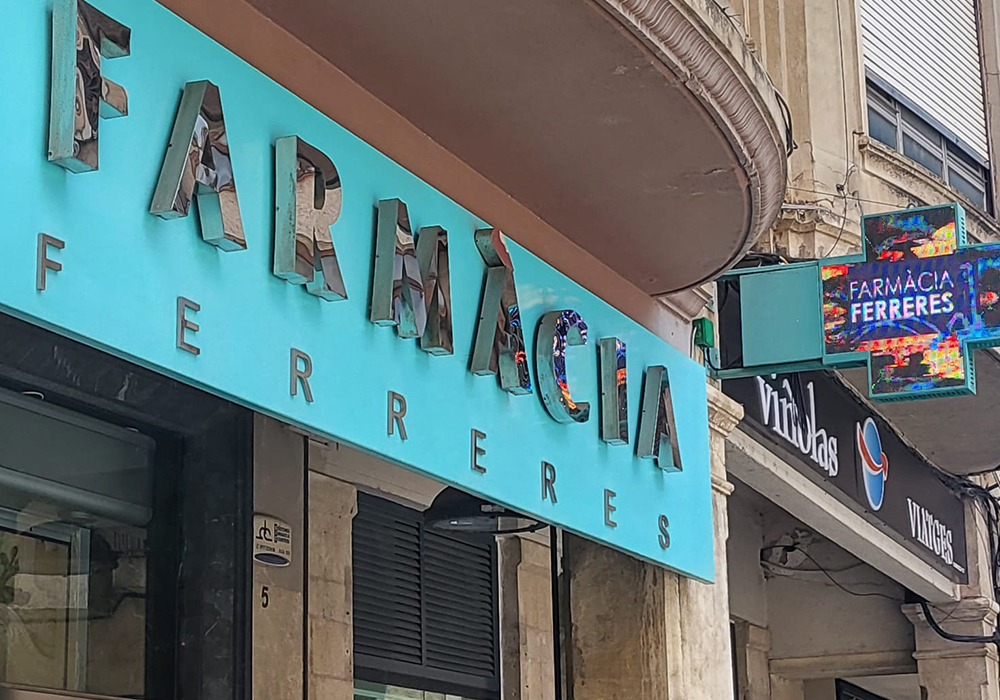 FARMÀCIA
FERRERES
FARMÀCIA
FERRERES
5
viñolas
VIATGES